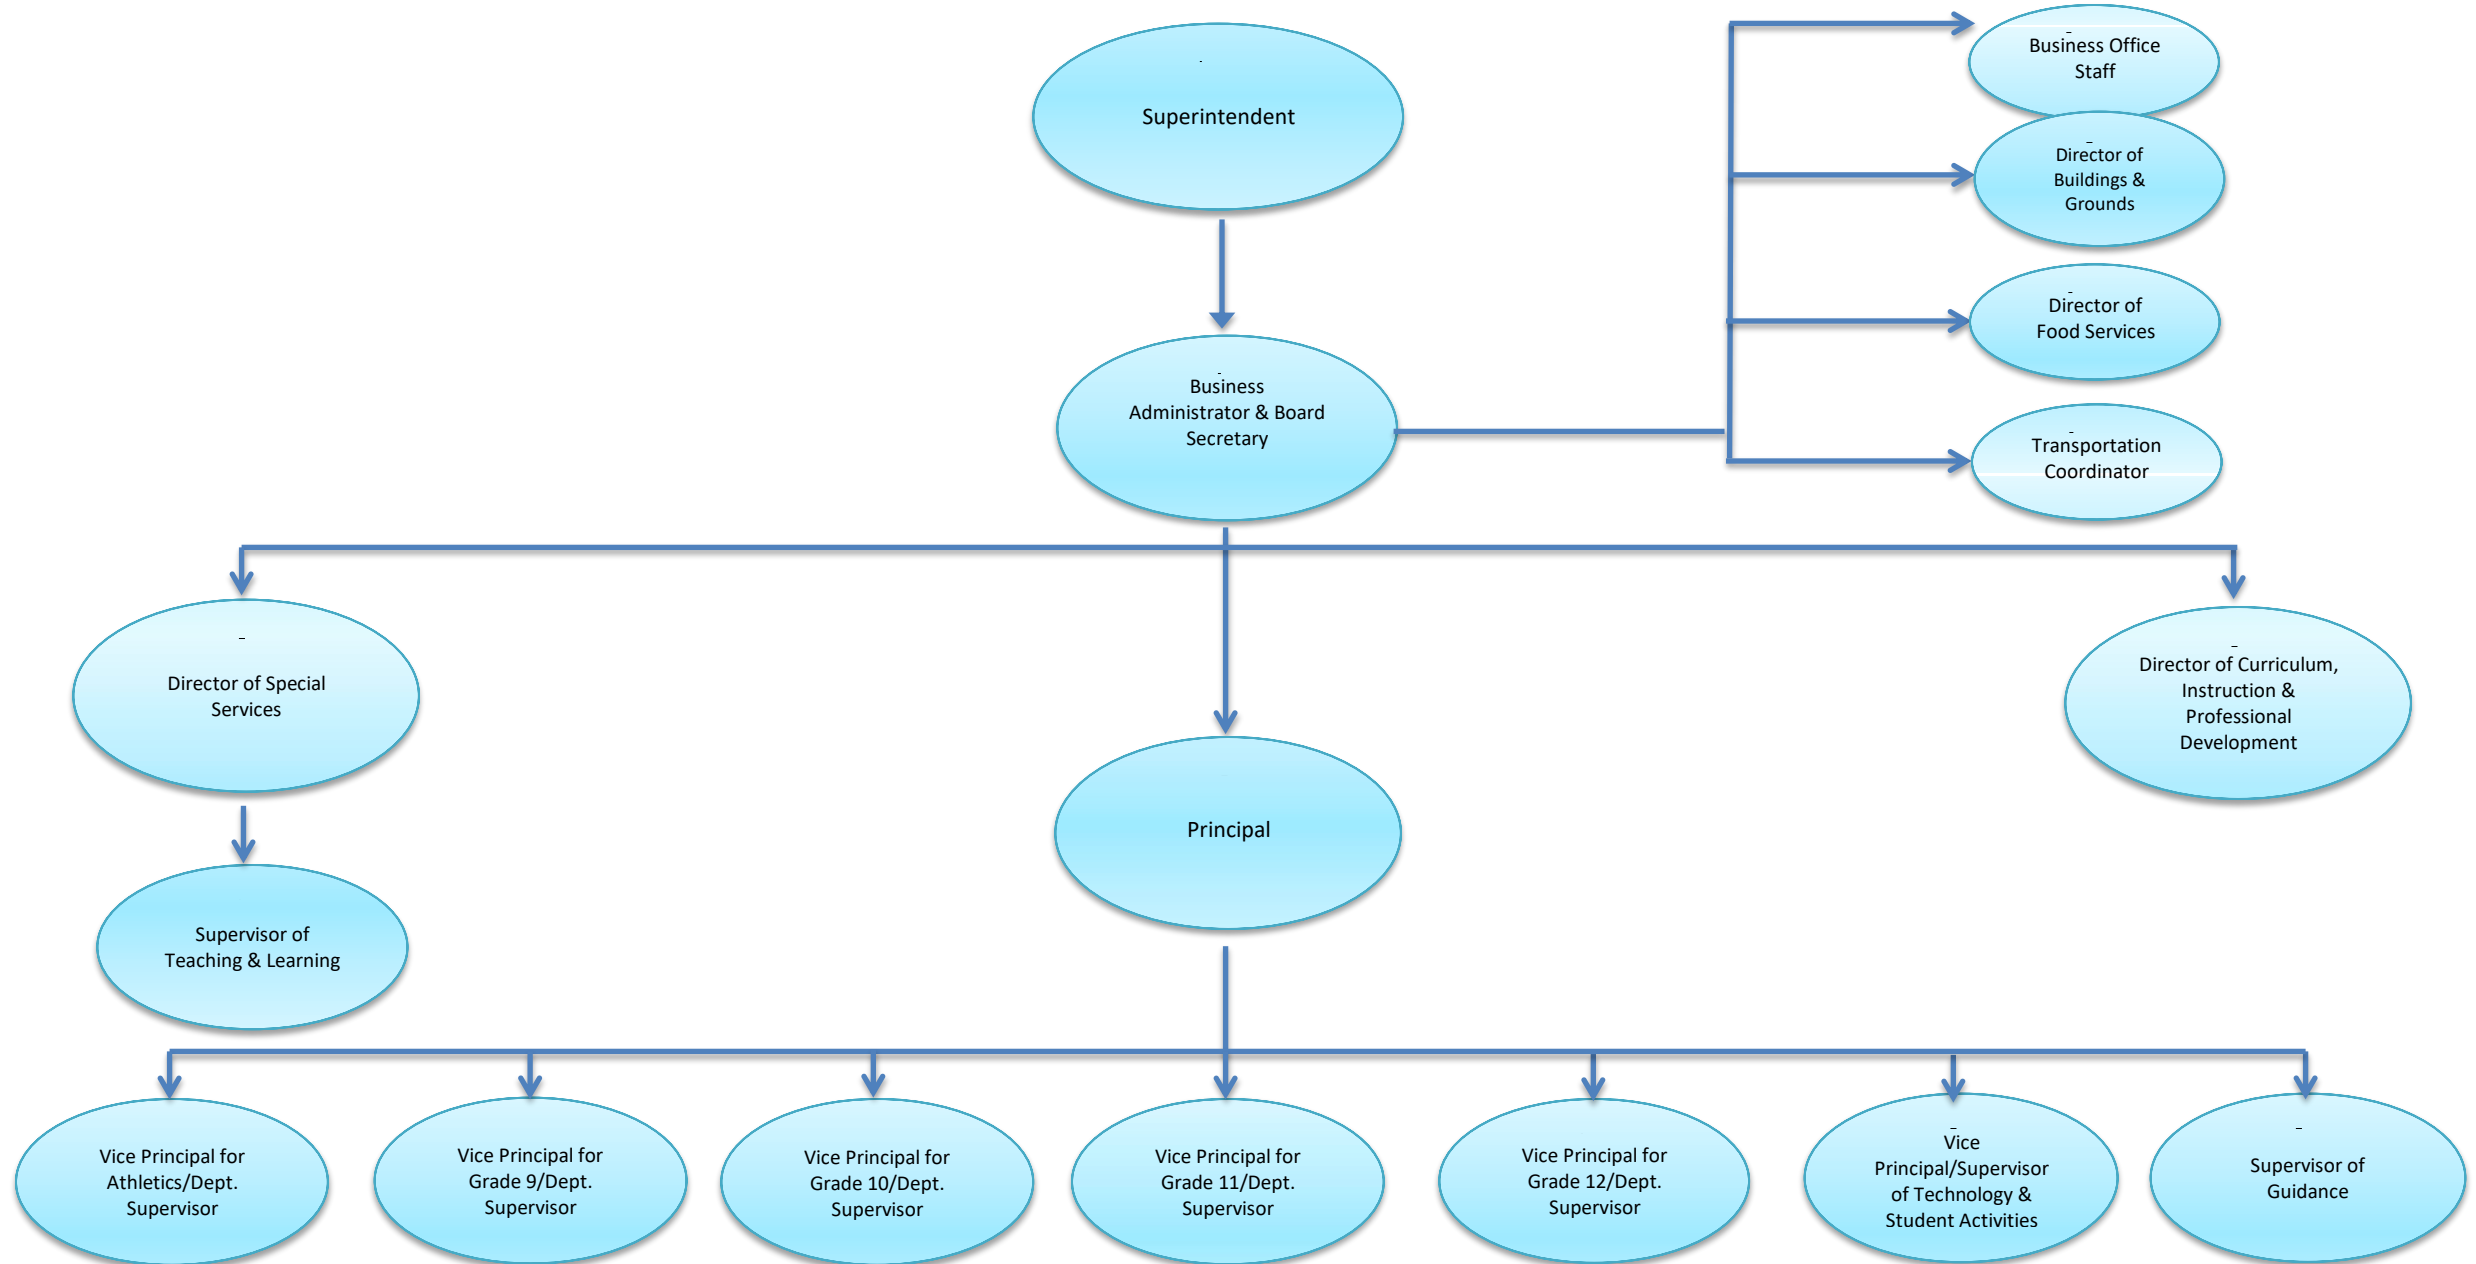 Superintendent
Business Office
Staff
Director of
Buildings &
Grounds
Director of
Food Services
Business
Administrator & Board
Secretary
Transportation
Coordinator
Director of Special
Services
Director of Curriculum,
Instruction &
Professional
Development
Principal
Supervisor of
Teaching & Learning
Vice Principal for
Athletics/Dept.
Supervisor
Vice Principal for
Grade 9/Dept.
Supervisor
Vice Principal for
Grade 10/Dept.
Supervisor
Vice Principal for
Grade 11/Dept.
Supervisor
Vice Principal for
Grade 12/Dept.
Supervisor
Vice
Principal/Supervisor
of Technology &
Student Activities
Supervisor of
Guidance